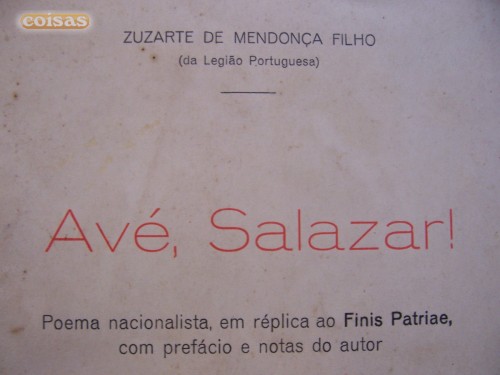 coisas
ZUZARTE DE MENDONÇA FILHO
(da Legião Portuguesa)
Avé, Salazar!
Poema nacionalista, em réplica ao Finis Patriae,
com prefácio e notas do autor